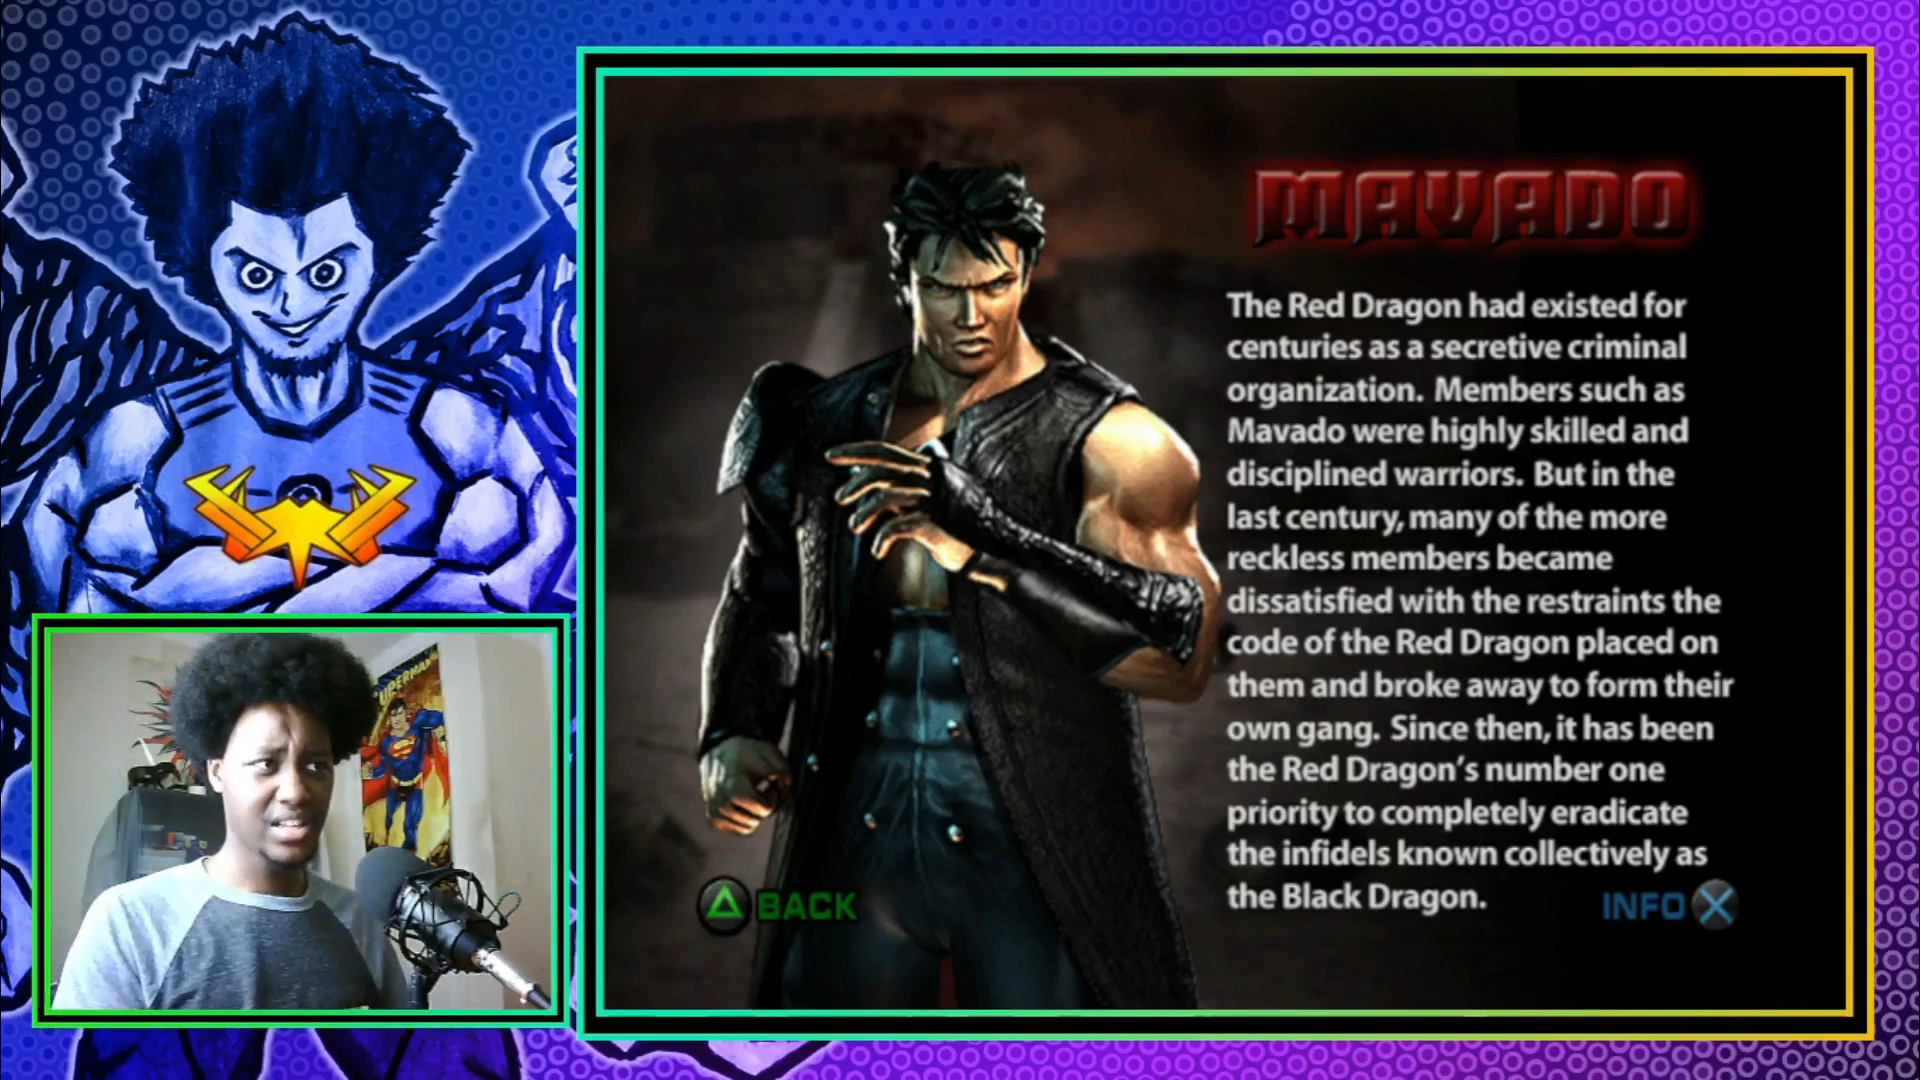 MAVADO
The Red Dragon had existed for
centuries as a secretive criminal
organization. Members such as
Mavado were highly skilled and
disciplined warriors. But in the
last century, many of the more
reckless members became
dissatisfied with the restraints the
code of the Red Dragon placed on
them and broke away to form their
own gang. Since then, it has been
the Red Dragon's number one
priority to completely eradicate
the infidels known collectively as
the Black Dragon.
BACK
INFO
SUPERMAN